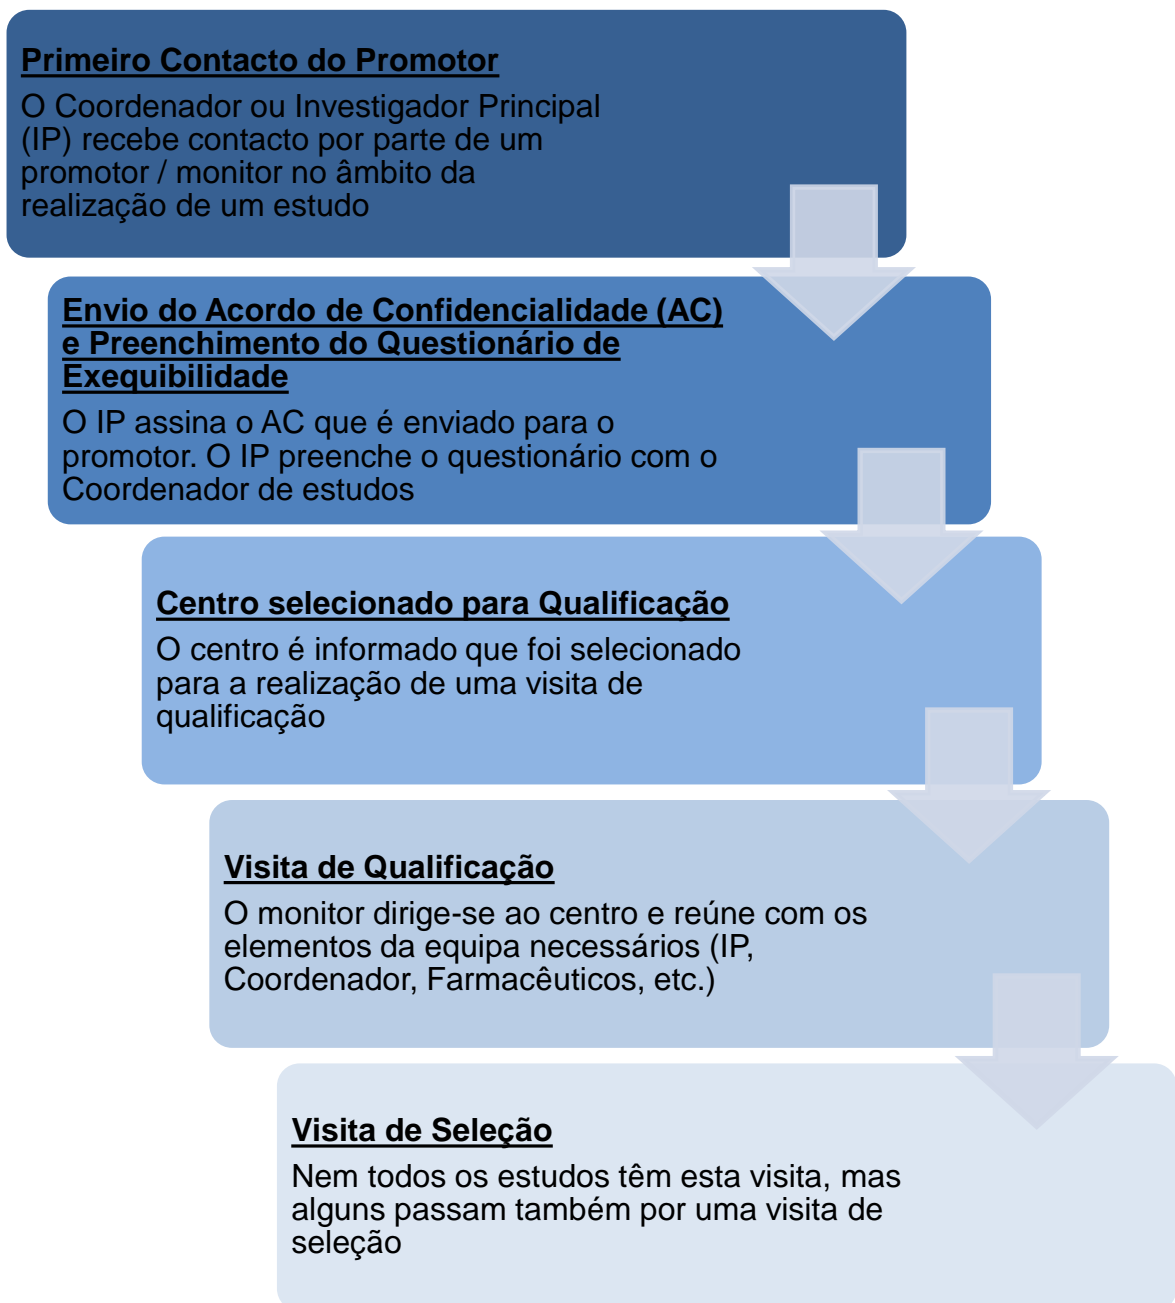 Primeiro Contacto do Promotor
O Coordenador ou Investigador Principal
(IP) recebe contacto por parte de um
promotor / monitor no âmbito da
realização de um estudo
Envio do Acordo de Confidencialidade (AC)
e Preenchimento do Questionário de
Exequibilidade
O IP assina o AC que é enviado para o
promotor. O IP preenche o questionário com o
Coordenador de estudos
Centro selecionado para Qualificação
O centro é informado que foi selecionado
para a realização de uma visita de
qualificação
Visita de Qualificação
O monitor dirige-se ao centro e reúne com os
elementos da equipa necessários (IP,
Coordenador, Farmacêuticos, etc.)
Visita de Seleção
Nem todos os estudos têm esta visita, mas
alguns passam também por uma visita de
seleção